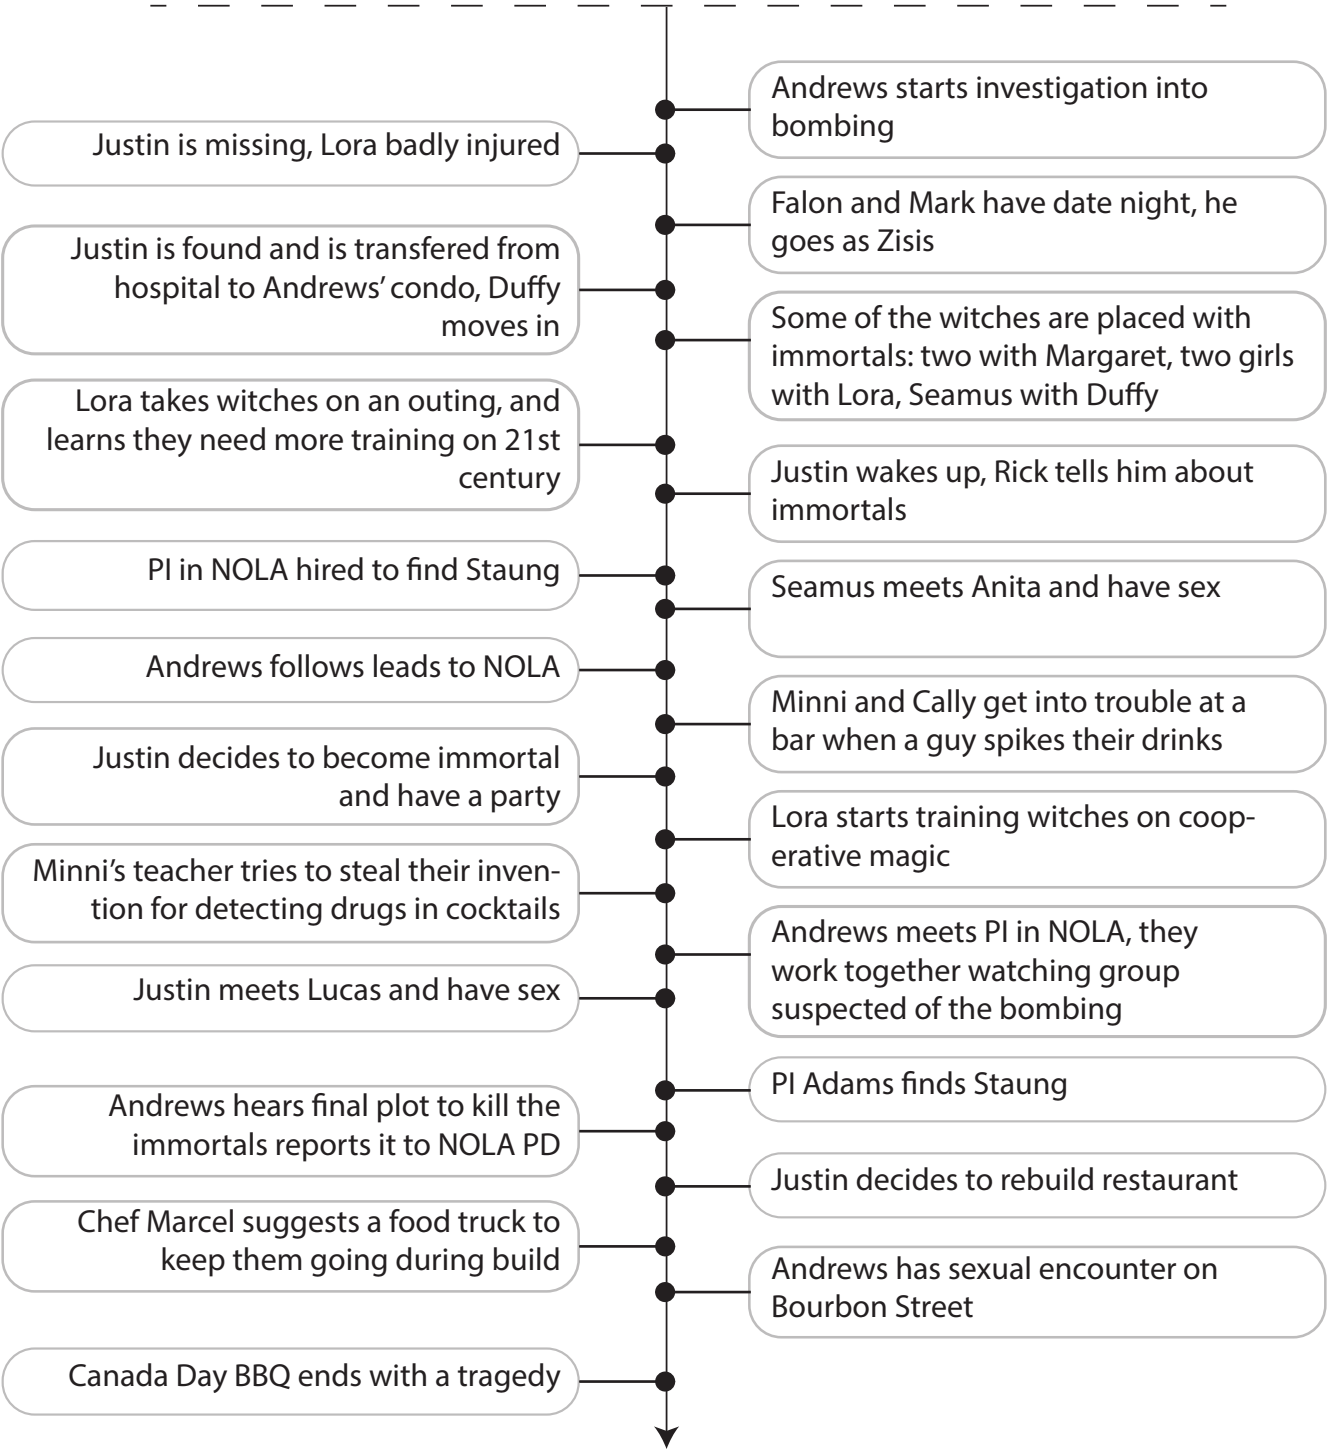 Andrews starts investigation into
bombing
Justin is missing, Lora badly injured
Falon and Mark have date night, he
goes as Zisis
Justin is found and is transfered from
hospital to Andrews’ condo, Duffy
moves in
Some of the witches are placed with
immortals: two with Margaret, two girls
with Lora, Seamus with Duffy
Lora takes witches on an outing, and
learns they need more training on 21st
century
Justin wakes up, Rick tells him about
immortals
PI in NOLA hired to find Staung
Seamus meets Anita and have sex
Andrews follows leads to NOLA
Minni and Cally get into trouble at a
bar when a guy spikes their drinks
Justin decides to become immortal
and have a party
Lora starts training witches on coop-
erative magic
Minni’s teacher tries to steal their inven-
tion for detecting drugs in cocktails
Andrews meets PI in NOLA, they
work together watching group
suspected of the bombing
Justin meets Lucas and have sex
PI Adams finds Staung
Andrews hears final plot to kill the
immortals reports it to NOLA PD
Justin decides to rebuild restaurant
Chef Marcel suggests a food truck to
keep them going during build
Andrews has sexual encounter on
Bourbon Street
Canada Day BBQ ends with a tragedy